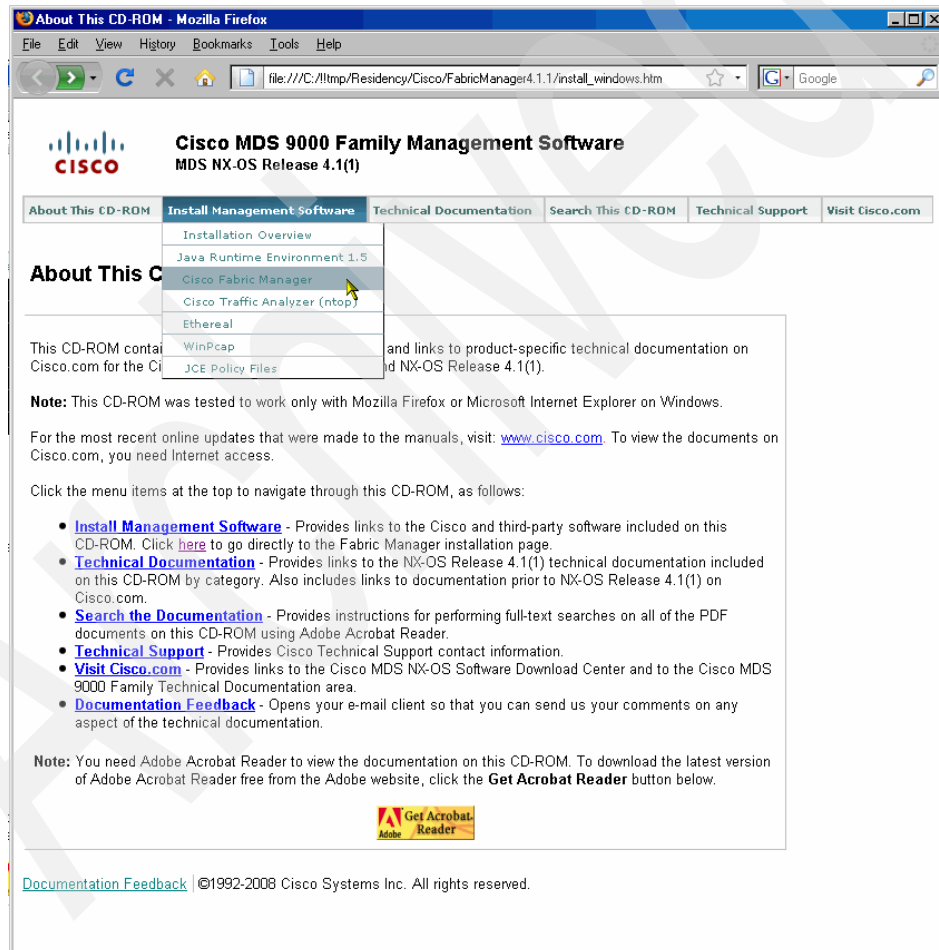 About This CD-ROM - Mozilla Firefox
File Edit View History Bookmarks Tools Help
file:///C:/!!tmp/Residency/Cisco/FabricManager4.1.1/install_windows.htm
Google
CISCO
Cisco MDS 9000 Family Management Software
MDS NX-OS Release 4.1(1)
About This CD-ROM Install Management Software Technical Documentation Search This CD-ROM Technical Support Visit Cisco.com
Installation Overview
Java Runtime Environment 1.5
Cisco Fabric Manager
Cisco Traffic Analyzer (ntop)
Ethereal
WinPcap
JCE Policy Files
About This C
This CD-ROM contai and links to product-specific technical documentation on
Cisco.com for the Ci nd NX-OS Release 4.1(1).
Note: This CD-ROM was tested to work only with Mozilla Firefox or Microsoft Internet Explorer on Windows.
For the most recent online updates that were made to the manuals, visit: www.cisco.com. To view the documents on
Cisco.com, you need Internet access.
Click the menu items at the top to navigate through this CD-ROM, as follows:
• Install Management Software - Provides links to the Cisco and third-party software included on this
CD-ROM. Click here to go directly to the Fabric Manager installation page.
• Technical Documentation - Provides links to the NX-OS Release 4.1(1) technical documentation included
on this CD-ROM by category. Also includes links to documentation prior to NX-OS Release 4.1(1) on
Cisco.com.
• Search the Documentation - Provides instructions for performing full-text searches on all of the PDF
documents on this CD-ROM using Adobe Acrobat Reader.
• Technical Support - Provides Cisco Technical Support contact information.
• Visit Cisco.com - Provides links to the Cisco MDS NX-OS Software Download Center and to the Cisco MDS
9000 Family Technical Documentation area.
• Documentation Feedback - Opens your e-mail client so that you can send us your comments on any
aspect of the technical documentation.
Note: You need Adobe Acrobat Reader to view the documentation on this CD-ROM. To download the latest version
of Adobe Acrobat Reader free from the Adobe website, click the Get Acrobat Reader button below.
Adobe Get Acrobat
Reader
Documentation Feedback | ©1992-2008 Cisco Systems Inc. All rights reserved.